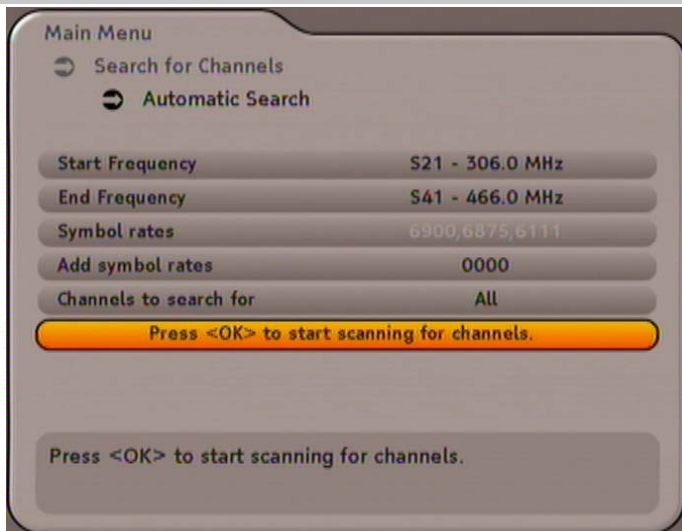 Main Menu
Search for Channels
Automatic Search
Start Frequency S21 - 306.0 MHz
End Frequency S41 - 466.0 MHz
Symbol rates 6900,6875,6111
Add symbol rates 0000
Channels to search for All
Press <OK> to start scanning for channels.
Press <OK> to start scanning for channels.